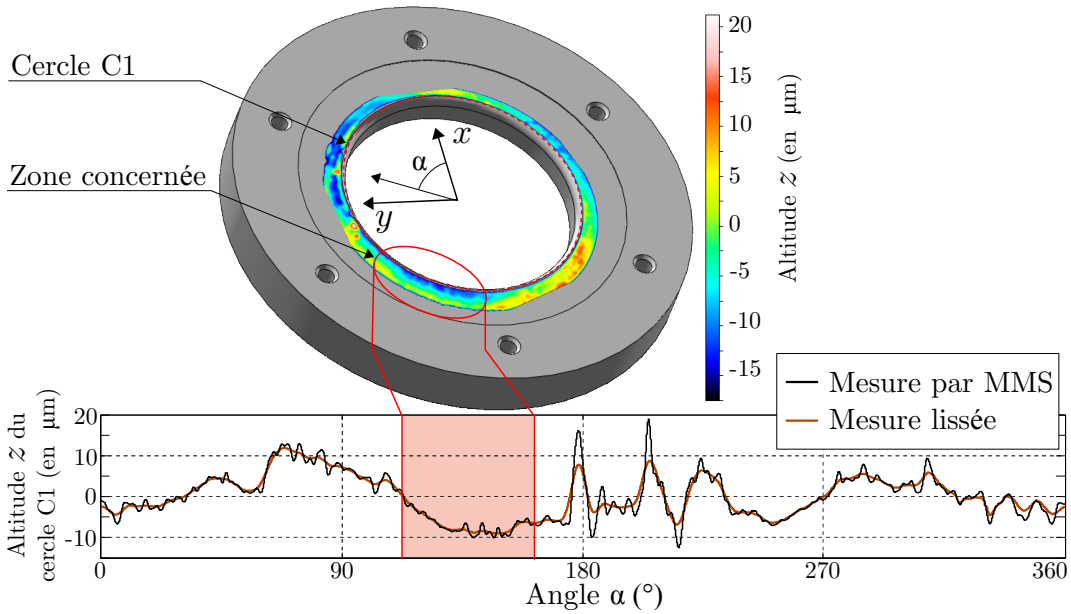 Cercle C1
Zone concernée
x
α
y
20
15
10
5
0
-5
-10
-15
Altitude z (en µm)
Mesure par MMS
Mesure lissée
Altitude z du
cercle C1 (en µm)
20
10
0
-10
0
90
180
270
360
Angle α (°)